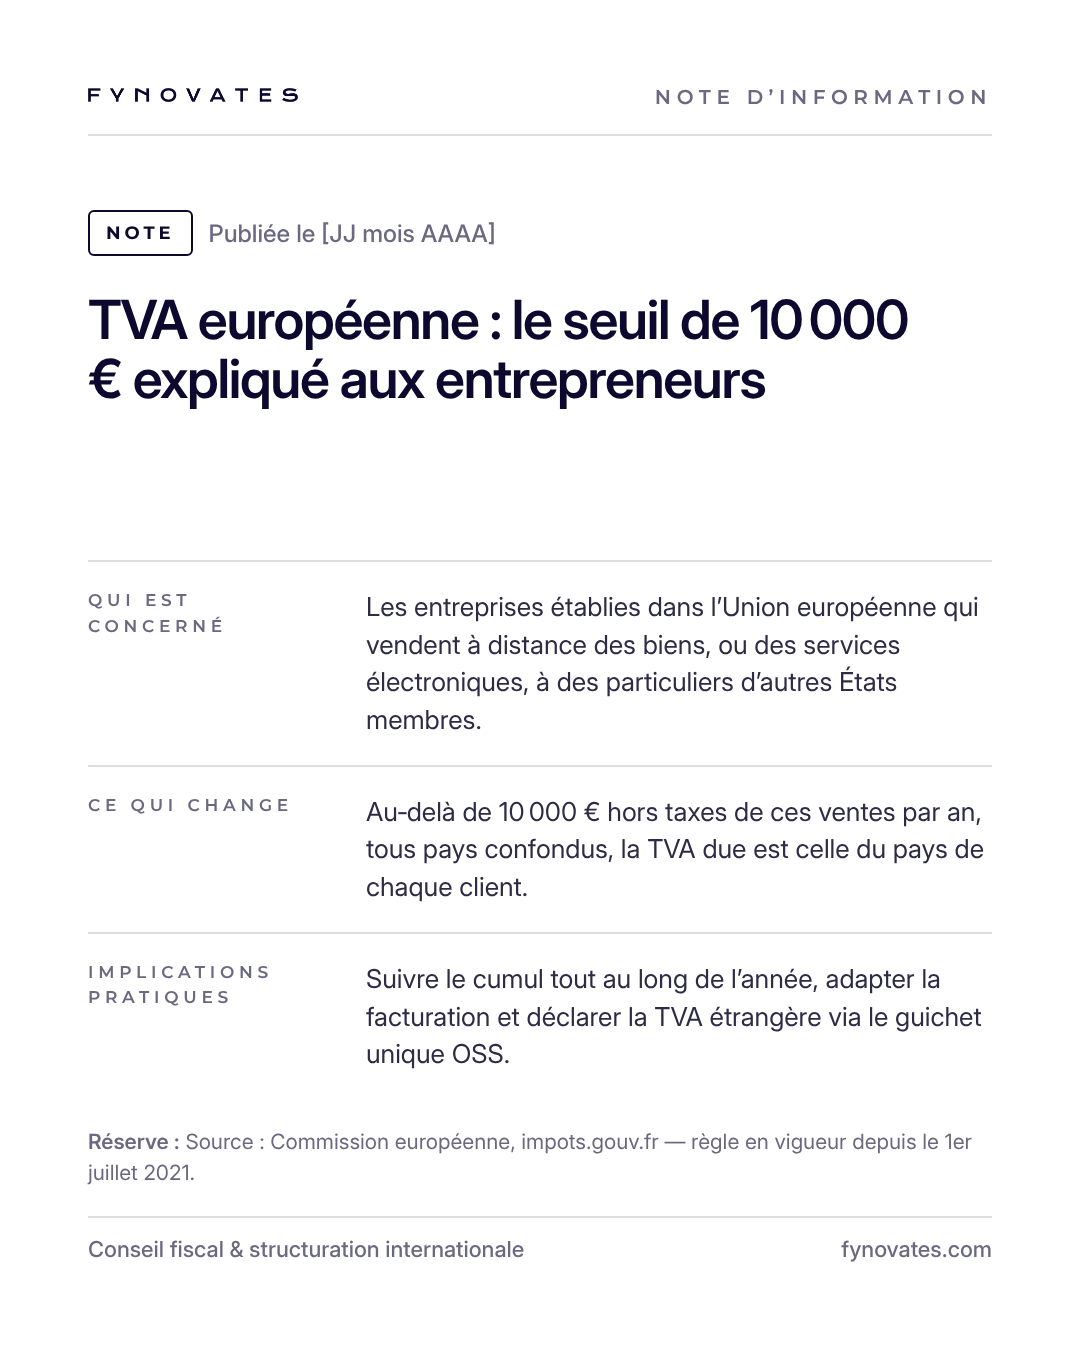 FYNOVATES
NOTE D’INFORMATION
NOTE
Publiée le [JJ mois AAAA]
TVA européenne : le seuil de 10 000
€ expliqué aux entrepreneurs
QUI EST
CONCERNÉ
Les entreprises établies dans l’Union européenne qui
vendent à distance des biens, ou des services
électroniques, à des particuliers d’autres États
membres.
CE QUI CHANGE
Au-delà de 10 000 € hors taxes de ces ventes par an,
tous pays confondus, la TVA due est celle du pays de
chaque client.
IMPLICATIONS
PRATIQUES
Suivre le cumul tout au long de l’année, adapter la
facturation et déclarer la TVA étrangère via le guichet
unique OSS.
Réserve : Source : Commission européenne, impots.gouv.fr — règle en vigueur depuis le 1er
juillet 2021.
Conseil fiscal & structuration internationale
fynovates.com